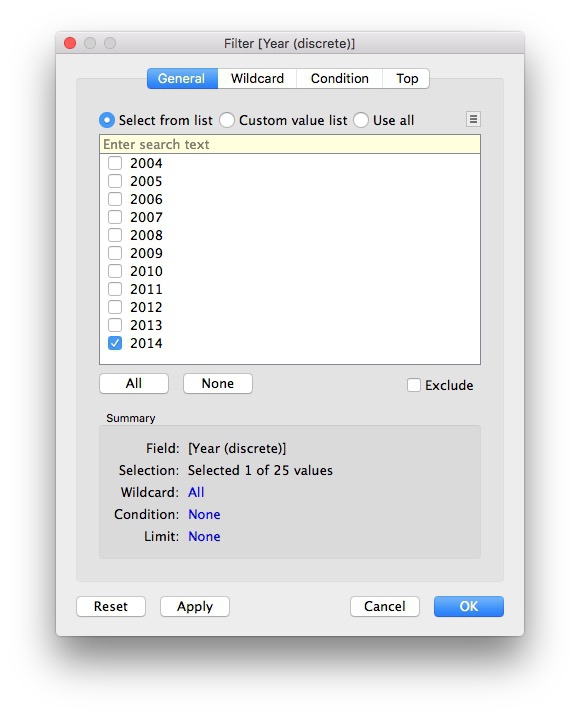 Filter [Year (discrete)]
General Wildcard Condition Top
Select from list Custom value list Use all
Enter search text
2004
2005
2006
2007
2008
2009
2010
2011
2012
2013
2014
All None Exclude
Summary
Field: [Year (discrete)]
Selection: Selected 1 of 25 values
Wildcard: All
Condition: None
Limit: None
Reset Apply Cancel OK